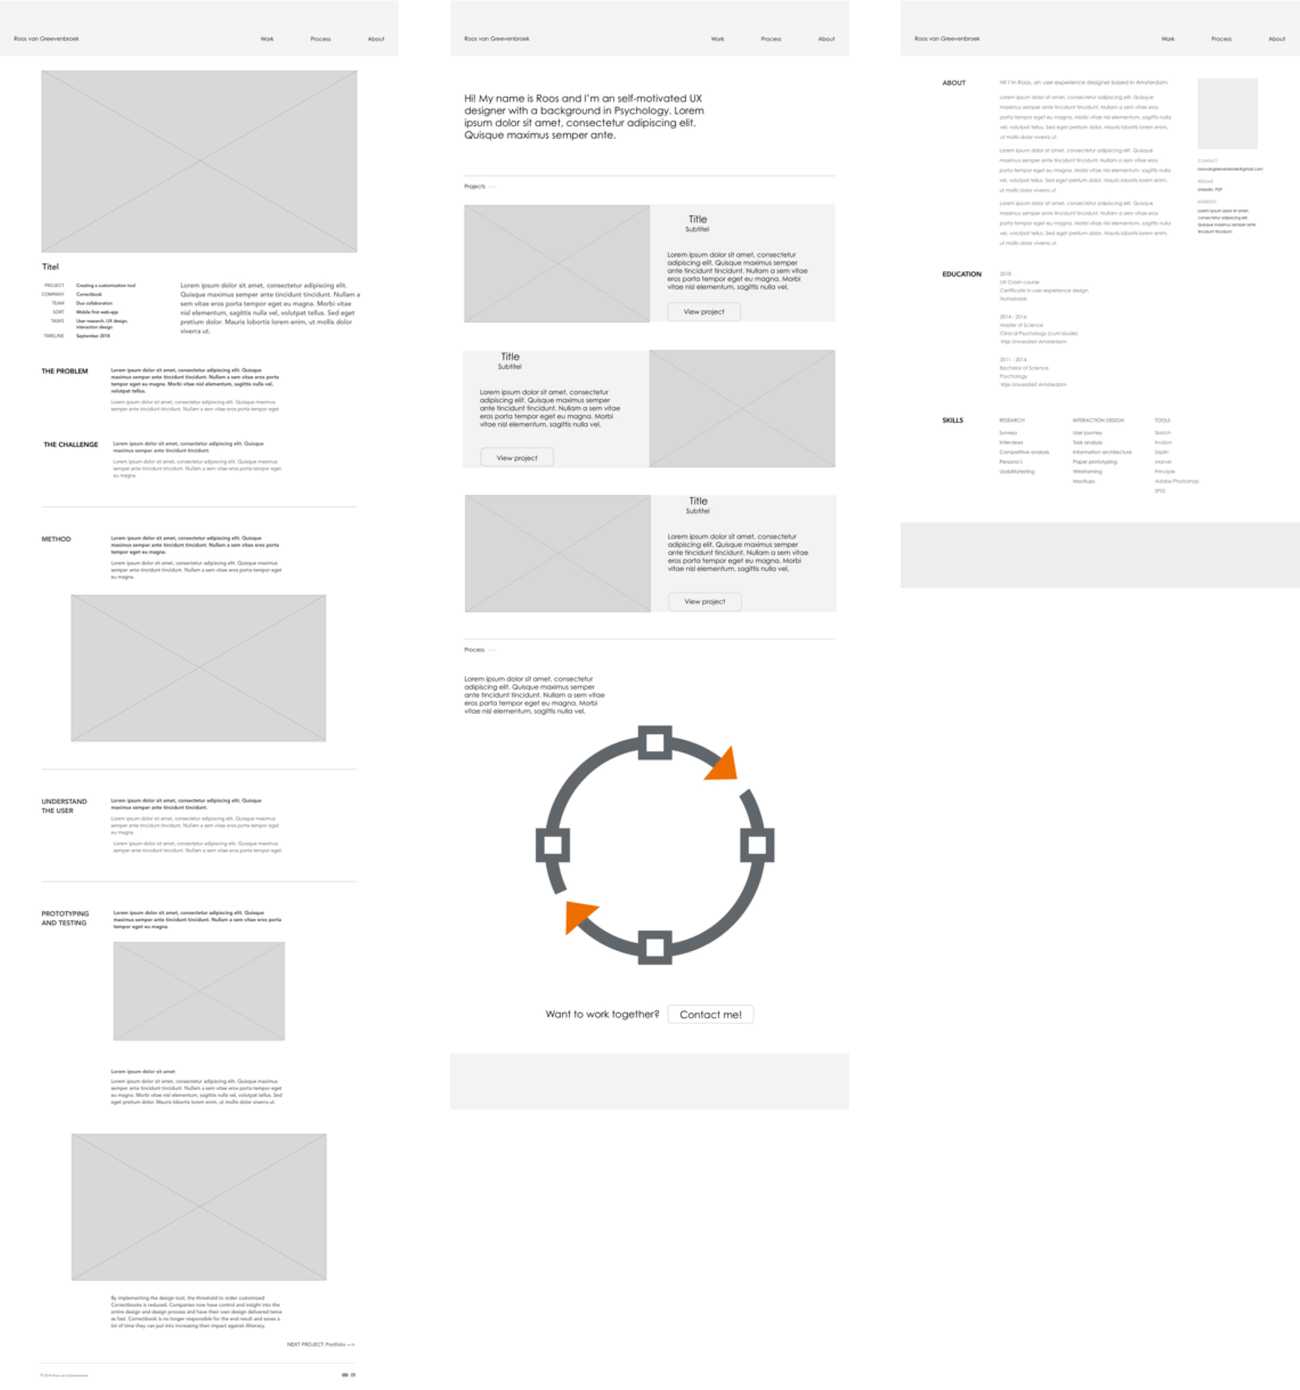 Roos van Greevenbroek
Work
Process
About
Titel
PROJECT Creating a customisation tool
COMPANY Correctbook
TEAM Duo collaboration
SORT Mobile first web-app
TASKS User research, UX design,
interaction design
TIMELINE September 2018
Lorem ipsum dolor sit amet, consectetur adipiscing elit.
Quisque maximus semper ante tincidunt tincidunt. Nullam a
sem vitae eros porta tempor eget eu magna. Morbi vitae nisl
elementum, sagittis nulla vel, volutpat tellus. Sed eget
pretium dolor. Mauris lobortis lorem enim, ut mollis dolor
viverra ut.
THE PROBLEM
Lorem ipsum dolor sit amet, consectetur adipiscing elit. Quisque
maximus semper ante tincidunt tincidunt. Nullam a sem vitae eros porta
tempor eget eu magna. Morbi vitae nisl elementum, sagittis nulla vel,
volutpat tellus.
Lorem ipsum dolor sit amet, consectetur adipiscing elit. Quisque maximus
semper ante tincidunt tincidunt. Nullam a sem vitae eros porta tempor eget
THE CHALLENGE
Lorem ipsum dolor sit amet, consectetur adipiscing elit. Quisque
maximus semper ante tincidunt tincidunt.
Lorem ipsum dolor sit amet, consectetur adipiscing elit. Quisque maximus
semper ante tincidunt tincidunt. Nullam a sem vitae eros porta tempor eget
eu magna.
METHOD
Lorem ipsum dolor sit amet, consectetur adipiscing elit. Quisque
maximus semper ante tincidunt tincidunt. Nullam a sem vitae eros porta
tempor eget eu magna.
Lorem ipsum dolor sit amet, consectetur adipiscing elit. Quisque maximus
semper ante tincidunt tincidunt. Nullam a sem vitae eros porta tempor eget
eu magna.
UNDERSTAND
THE USER
Lorem ipsum dolor sit amet, consectetur adipiscing elit. Quisque
maximus semper ante tincidunt tincidunt.
Lorem ipsum dolor sit amet, consectetur adipiscing elit. Quisque maximus
semper ante tincidunt tincidunt. Nullam a sem vitae eros porta tempor eget
eu magna.
Lorem ipsum dolor sit amet, consectetur adipiscing elit. Quisque maximus
semper ante tincidunt tincidunt. Nullam a sem vitae eros porta tempor eget
PROTOTYPING
AND TESTING
Lorem ipsum dolor sit amet, consectetur adipiscing elit. Quisque
maximus semper ante tincidunt tincidunt. Nullam a sem vitae eros porta
tempor eget eu magna.
Lorem ipsum dolor sit amet
Lorem ipsum dolor sit amet, consectetur adipiscing elit. Quisque maximus
semper ante tincidunt tincidunt. Nullam a sem vitae eros porta tempor eget
eu magna. Morbi vitae nisl elementum, sagittis nulla vel, volutpat tellus. Sed
eget pretium dolor. Mauris lobortis lorem enim, ut mollis dolor viverra ut.
By implementing the design tool, the threshold to order customized
Correctbooks is reduced. Companies now have control and insight into the
entire design and design process and have their own design delivered twice
as fast. Correctbook is no longer responsible for the end result and saves a
lot of time they can put into increasing their impact against illiteracy.
NEXT PROJECT: Portfolio -->
© 2018 Roos van Greevenbroek
Roos van Greevenbroek
Work
Process
About
Hi! My name is Roos and I'm an self-motivated UX
designer with a background in Psychology. Lorem
ipsum dolor sit amet, consectetur adipiscing elit.
Quisque maximus semper ante.
Projects
Title
Subtitel
Lorem ipsum dolor sit amet, consectetur
adipiscing elit. Quisque maximus semper
ante tincidunt tincidunt. Nullam a sem vitae
eros porta tempor eget eu magna. Morbi
vitae nisl elementum, sagittis nulla vel.
View project
Title
Subtitel
Lorem ipsum dolor sit amet, consectetur
adipiscing elit. Quisque maximus semper
ante tincidunt tincidunt. Nullam a sem vitae
eros porta tempor eget eu magna. Morbi
vitae nisl elementum, sagittis nulla vel.
View project
Title
Subtitel
Lorem ipsum dolor sit amet, consectetur
adipiscing elit. Quisque maximus semper
ante tincidunt tincidunt. Nullam a sem vitae
eros porta tempor eget eu magna. Morbi
vitae nisl elementum, sagittis nulla vel.
View project
Process
Lorem ipsum dolor sit amet, consectetur
adipiscing elit. Quisque maximus semper
ante tincidunt tincidunt. Nullam a sem vitae
eros porta tempor eget eu magna. Morbi
vitae nisl elementum, sagittis nulla vel.
Want to work together?
Contact me!
Roos van Greevenbroek
Work
Process
About
ABOUT
Hi! I'm Roos, an user experience designer based in Amsterdam.
Lorem ipsum dolor sit amet, consectetur adipiscing elit. Quisque
maximus semper ante tincidunt tincidunt. Nullam a sem vitae eros
porta tempor eget eu magna. Morbi vitae nisl elementum, sagittis nulla
vel, volutpat tellus. Sed eget pretium dolor. Mauris lobortis lorem enim,
ut mollis dolor viverra ut.
Lorem ipsum dolor sit amet, consectetur adipiscing elit. Quisque
maximus semper ante tincidunt tincidunt. Nullam a sem vitae eros
porta tempor eget eu magna. Morbi vitae nisl elementum, sagittis nulla
vel, volutpat tellus. Sed eget pretium dolor. Mauris lobortis lorem enim,
ut mollis dolor viverra ut.
Lorem ipsum dolor sit amet, consectetur adipiscing elit. Quisque
maximus semper ante tincidunt tincidunt. Nullam a sem vitae eros
porta tempor eget eu magna. Morbi vitae nisl elementum, sagittis nulla
vel, volutpat tellus. Sed eget pretium dolor. Mauris lobortis lorem enim,
ut mollis dolor viverra ut.
CONTACT
LinkedIn, PDF
Lorem ipsum dolor sit amet,
consectetur adipiscing elit.
Quisque maximus semper ante
tincidunt tincidunt.
EDUCATION
2018
UX Crash course
Certificate in user experience design
2014 - 2016
Master of Science
Clinical Psychology (cum laude)
Vrije Universiteit Amsterdam
2011 - 2014
Bachelor of Science,
Psychology
Vrije Universiteit Amsterdam
SKILLS
RESEARCH
Surveys
Interviews
Competitive analysis
Persona's
INTERACTION DESIGN
User journey
Task analysis
Information architecture
Paper prototyping
Wireframing
Mockups
TOOLS
Sketch
Invision
Zeplin
Marvel
Principle
Adobe Photoshop
SPSS